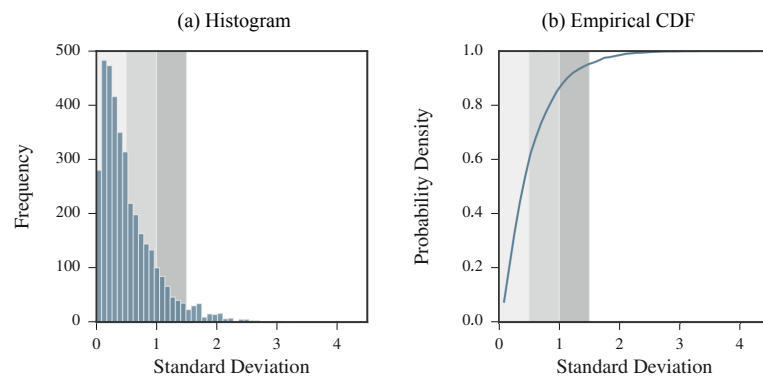 (a) Histogram
Frequency
500
400
300
200
100
0
0 1 2 3 4
Standard Deviation
(b) Empirical CDF
Probability Density
1.0
0.8
0.6
0.4
0.2
0.0
0 1 2 3 4
Standard Deviation